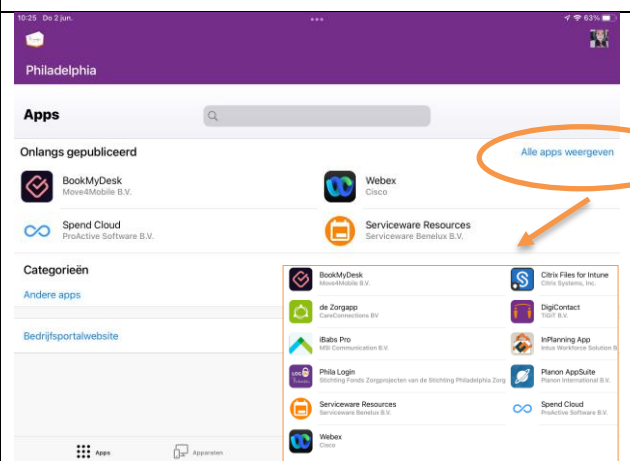 10:25 Do 2 jun.
63%
Philadelphia
Apps
Onlangs gepubliceerd
Alle apps weergeven
BookMyDesk
Move4Mobile B.V.
Webex
Cisco
Spend Cloud
ProActive Software B.V.
Serviceware Resources
Serviceware Benelux B.V.
Categorieën
Andere apps
Bedrijfsportalwebsite
BookMyDesk
Move4Mobile B.V.
Citrix Files for Intune
Citrix Systems, Inc.
de Zorgapp
CareConnections BV
DigiContact
TiGiT B.V.
iBabs Pro
MSI Communication B.V.
InPlanning App
Intus Workforce Solution B
Phila Login
Stichting Fonds Zorgprojecten van de Stichting Philadelphia Zorg
Planon AppSuite
Planon International B.V.
Serviceware Resources
Serviceware Benelux B.V.
Spend Cloud
ProActive Software B.V.
Webex
Cisco
Apps
Apparaten